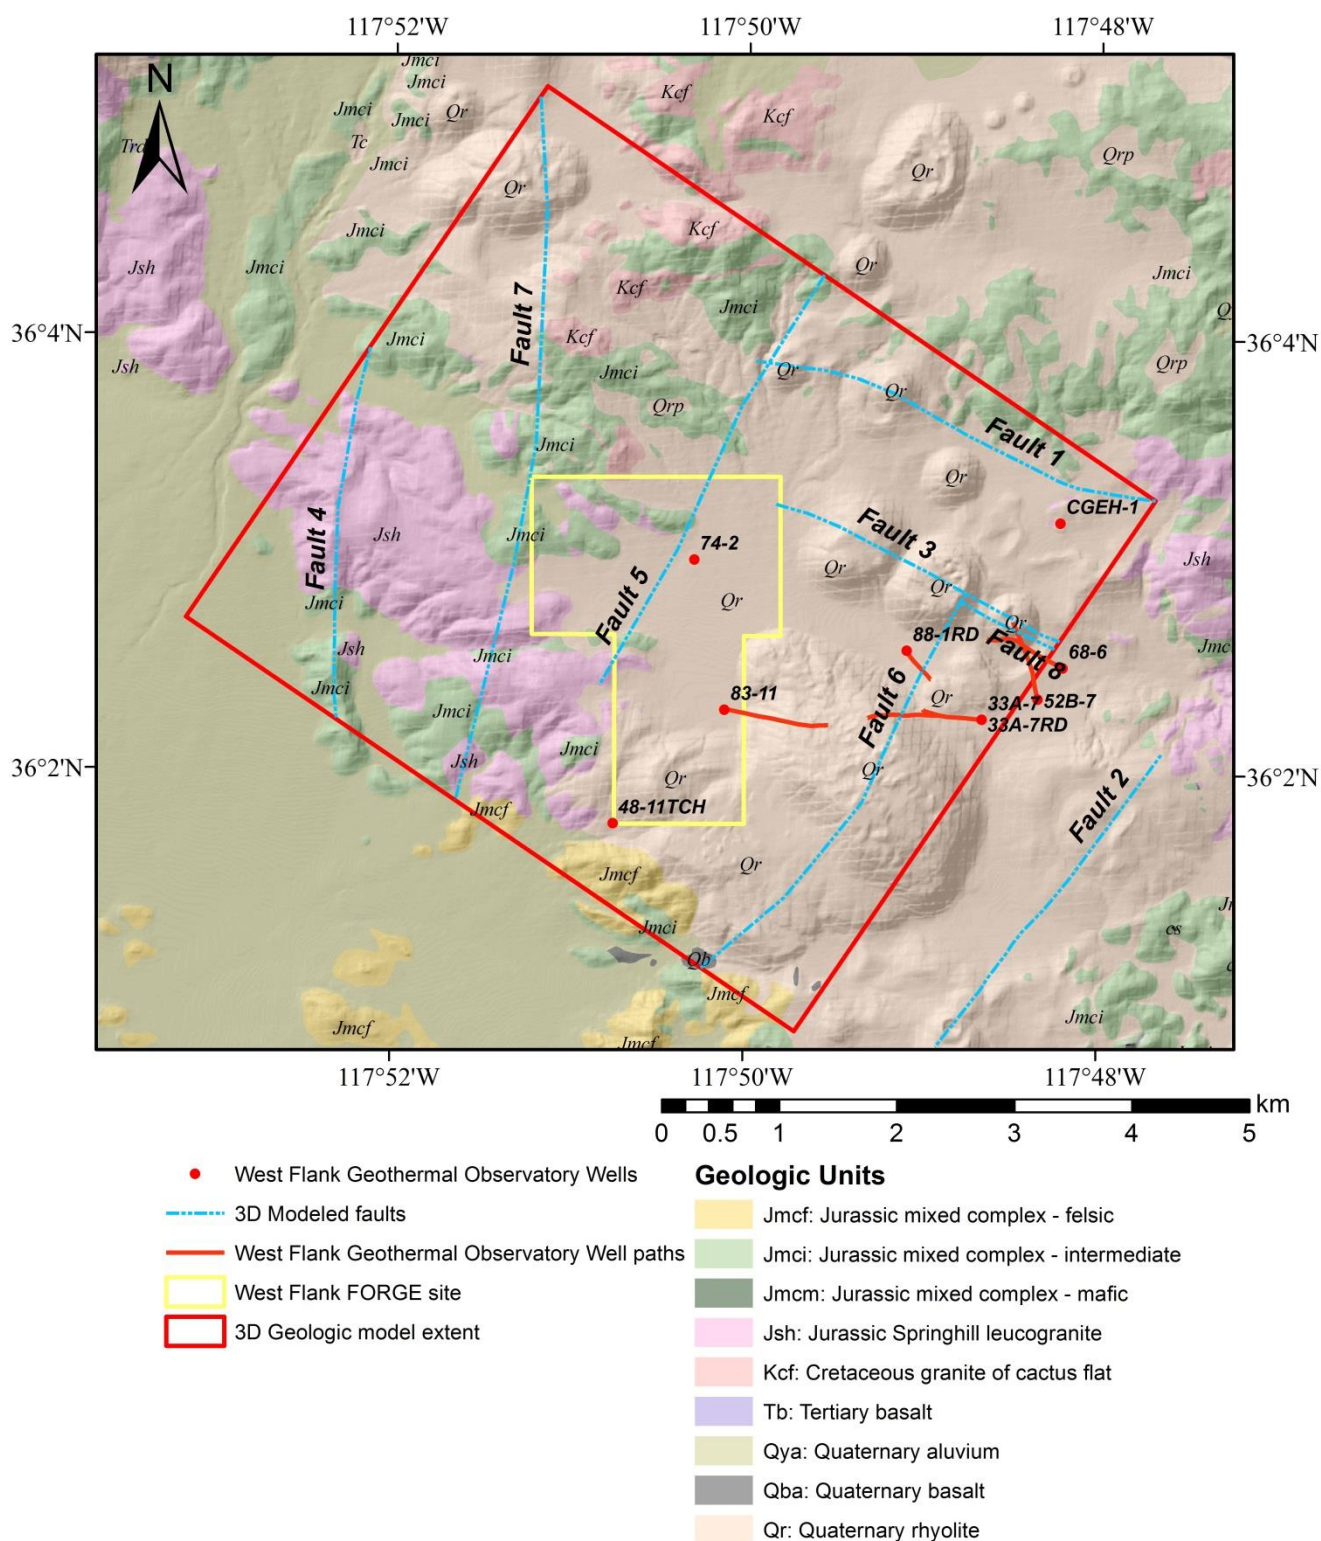 117°52'W 117°50'W 117°48'W
N
Jmci
Jmci
Jmci
Qr
Jmci
Tc
Jmci
Kcf
Kcf
Qr
Qrp
Qr
Jmci
Kcf
Qr
Jsh
Jmci
Kcf
Jmci
Jmci
36°4'N
36°4'N
Fault 7
Jmci
Kcf
Jsh
Jmci
Qr
Qr
Qrp
Qrp
Jmci
Fault 1
Qr
CGEH-1
Fault 4
Jsh
Jmci
Fault 3
74-2
Jsh
Qr
Fault 5
Qr
Qr
Jmci
Qr
Jsh
Jmci
88-1RD
Fault 8
68-6
Jmci
Qr
83-11
Fault 6
33A-7
52B-7
33A-7RD
Jmci
Jmci
Jsh
36°2'N
36°2'N
Qr
Qr
Fault 2
Jmcf
48-11TCH
Jmcf
Qr
Jmci
cs
Qb
Jmcf
Jmcf
Jmcf
Jmci
117°52'W 117°50'W 117°48'W
km
0 0.5 1 2 3 4 5
West Flank Geothermal Observatory Wells
3D Modeled faults
West Flank Geothermal Observatory Well paths
West Flank FORGE site
3D Geologic model extent
Geologic Units
Jmcf: Jurassic mixed complex - felsic
Jmci: Jurassic mixed complex - intermediate
Jmcm: Jurassic mixed complex - mafic
Jsh: Jurassic Springhill leucogranite
Kcf: Cretaceous granite of cactus flat
Tb: Tertiary basalt
Qya: Quaternary aluvium
Qba: Quaternary basalt
Qr: Quaternary rhyolite